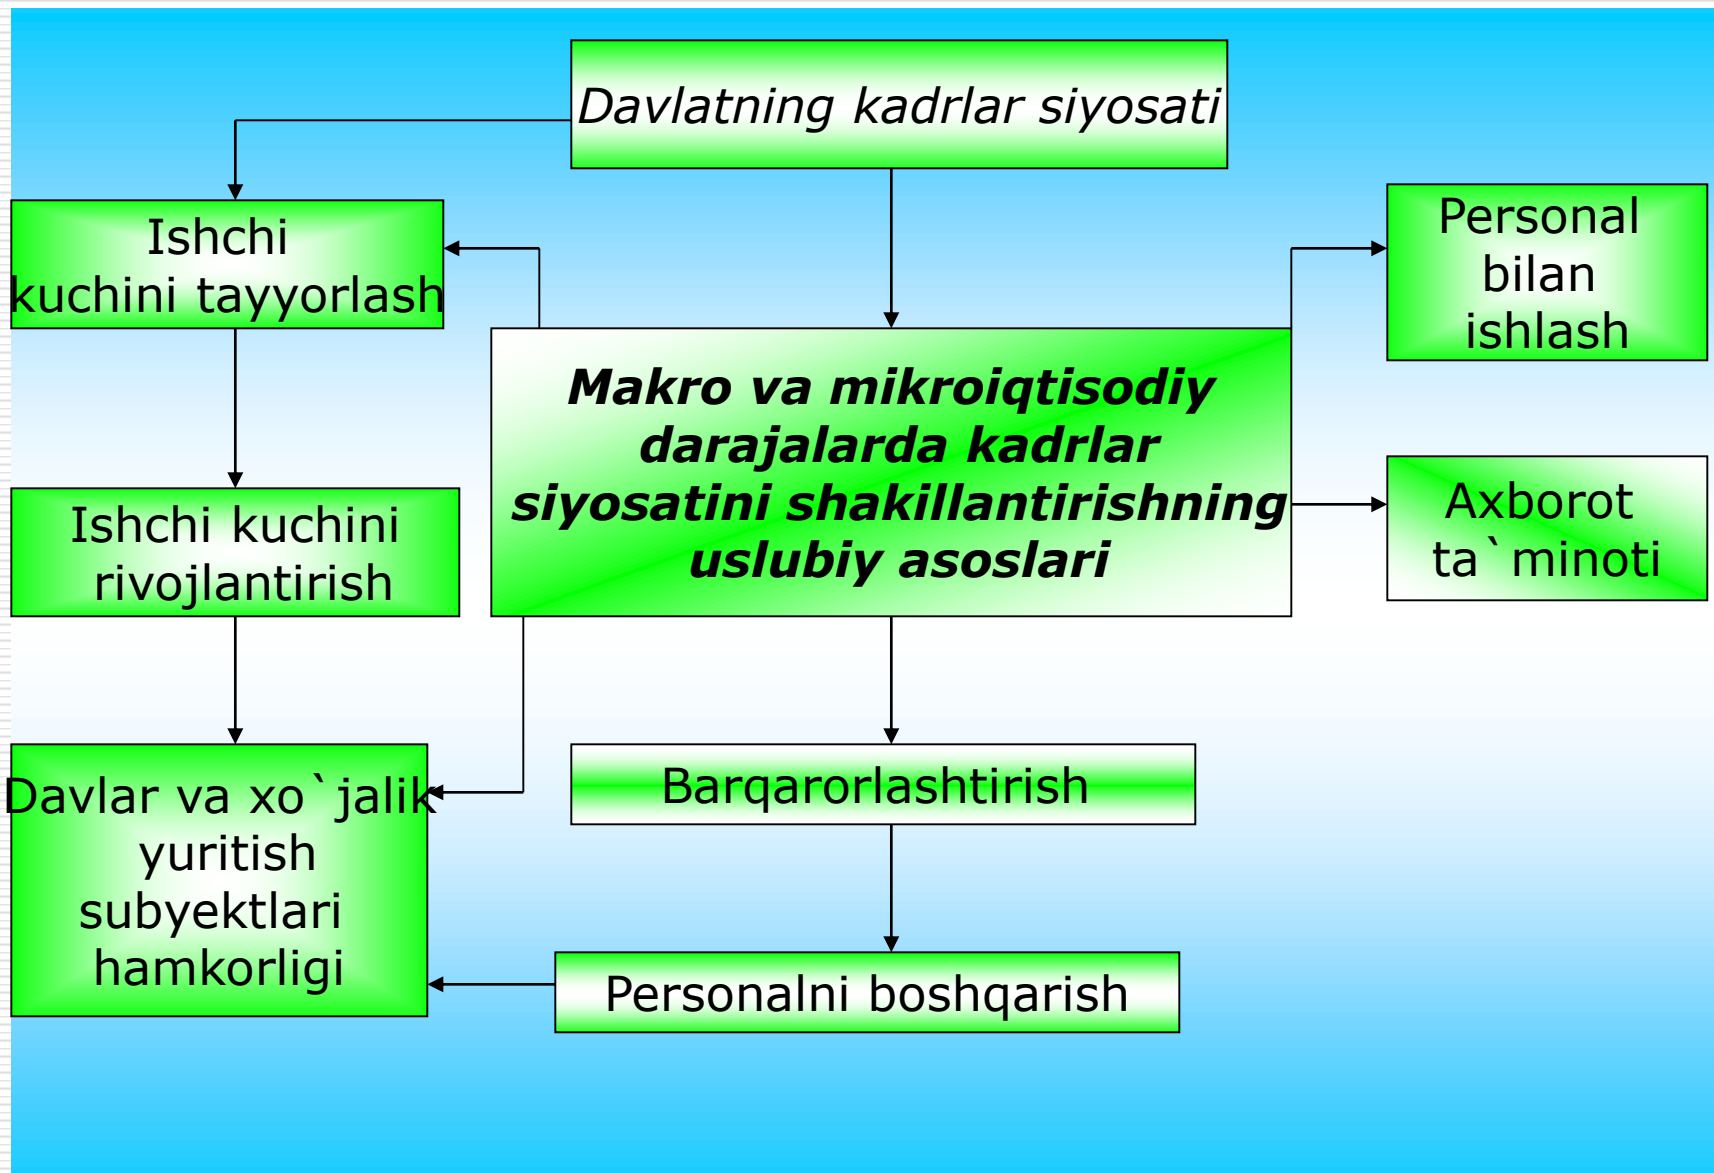 Davlatning kadrlar siyosati
Ishchi
kuchini tayyorlash
Personal
bilan
ishlash
Makro va mikroiqtisodiy
darajalarda kadrlar
siyosatini shakillantirishning
uslubiy asoslari
Ishchi kuchini
rivojlantirish
Axborot
ta`minoti
Davlar va xo`jalik
yuritish
subyektlari
hamkorligi
Barqarorlashtirish
Personalni boshqarish